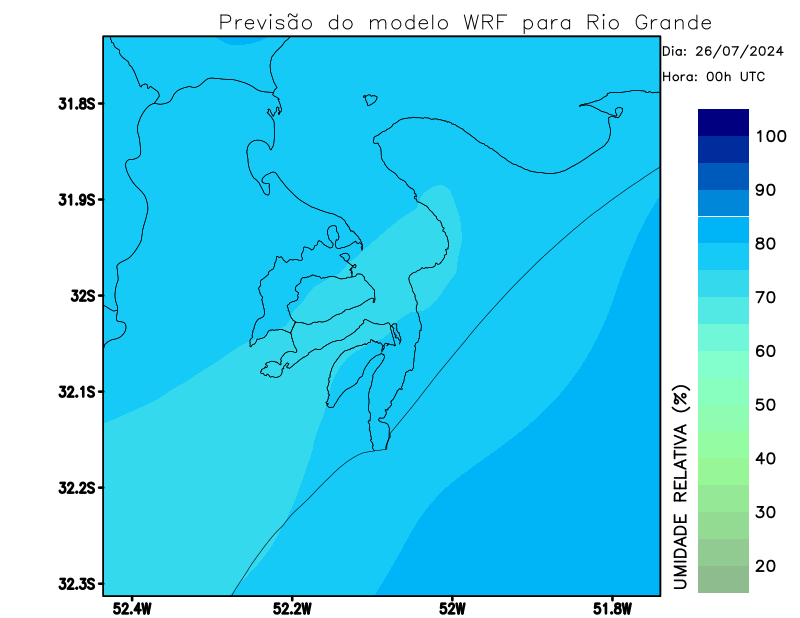 Previsão do modelo WRF para Rio Grande
Dia: 26/07/2024
Hora: 00h UTC
31.8S
31.9S
32S
32.1S
32.2S
32.3S
52.4W
52.2W
52W
51.8W
100
90
80
70
60
50
40
30
20
UMIDADE RELATIVA (%)